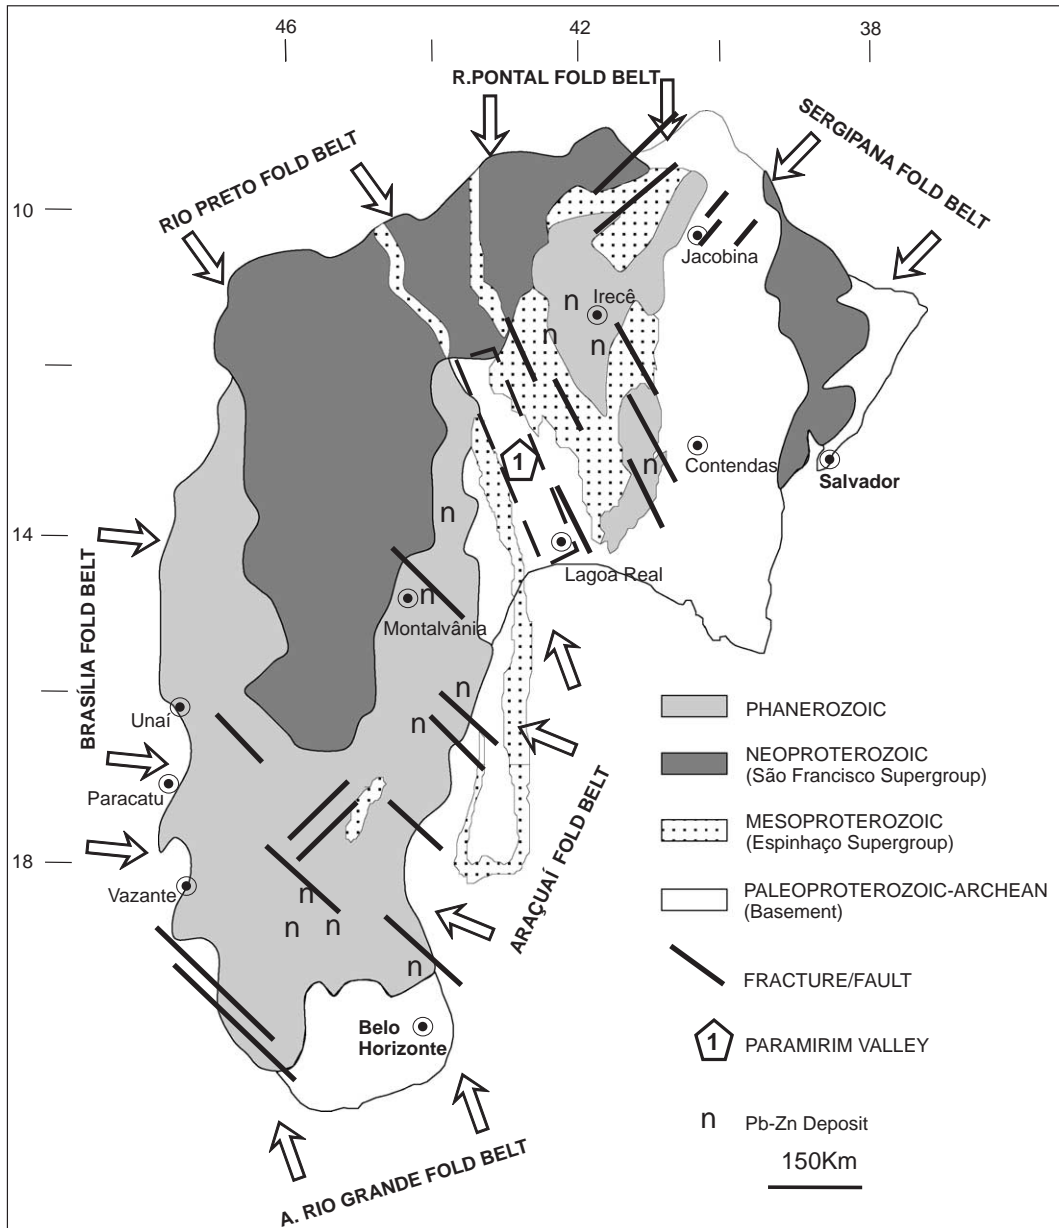 46
42
38
R.PONTAL FOLD BELT
SERGIPANA FOLD BELT
RIO PRETO FOLD BELT
10
Jacobina
n
Irecê
n
n
1
n
Contendas
Salvador
n
14
Lagoa Real
n
Montalvânia
BRASÍLIA FOLD BELT
n
Unaí
n
PHANEROZOIC
NEOPROTEROZOIC
(São Francisco Supergroup)
Paracatu
MESOPROTEROZOIC
(Espinhaço Supergroup)
ARAÇUAÍ FOLD BELT
18
Vazante
n
n
n
PALEOPROTEROZOIC-ARCHEAN
(Basement)
n
FRACTURE/FAULT
Belo
Horizonte
1
PARAMIRIM VALLEY
n
Pb-Zn Deposit
150Km
A. RIO GRANDE FOLD BELT